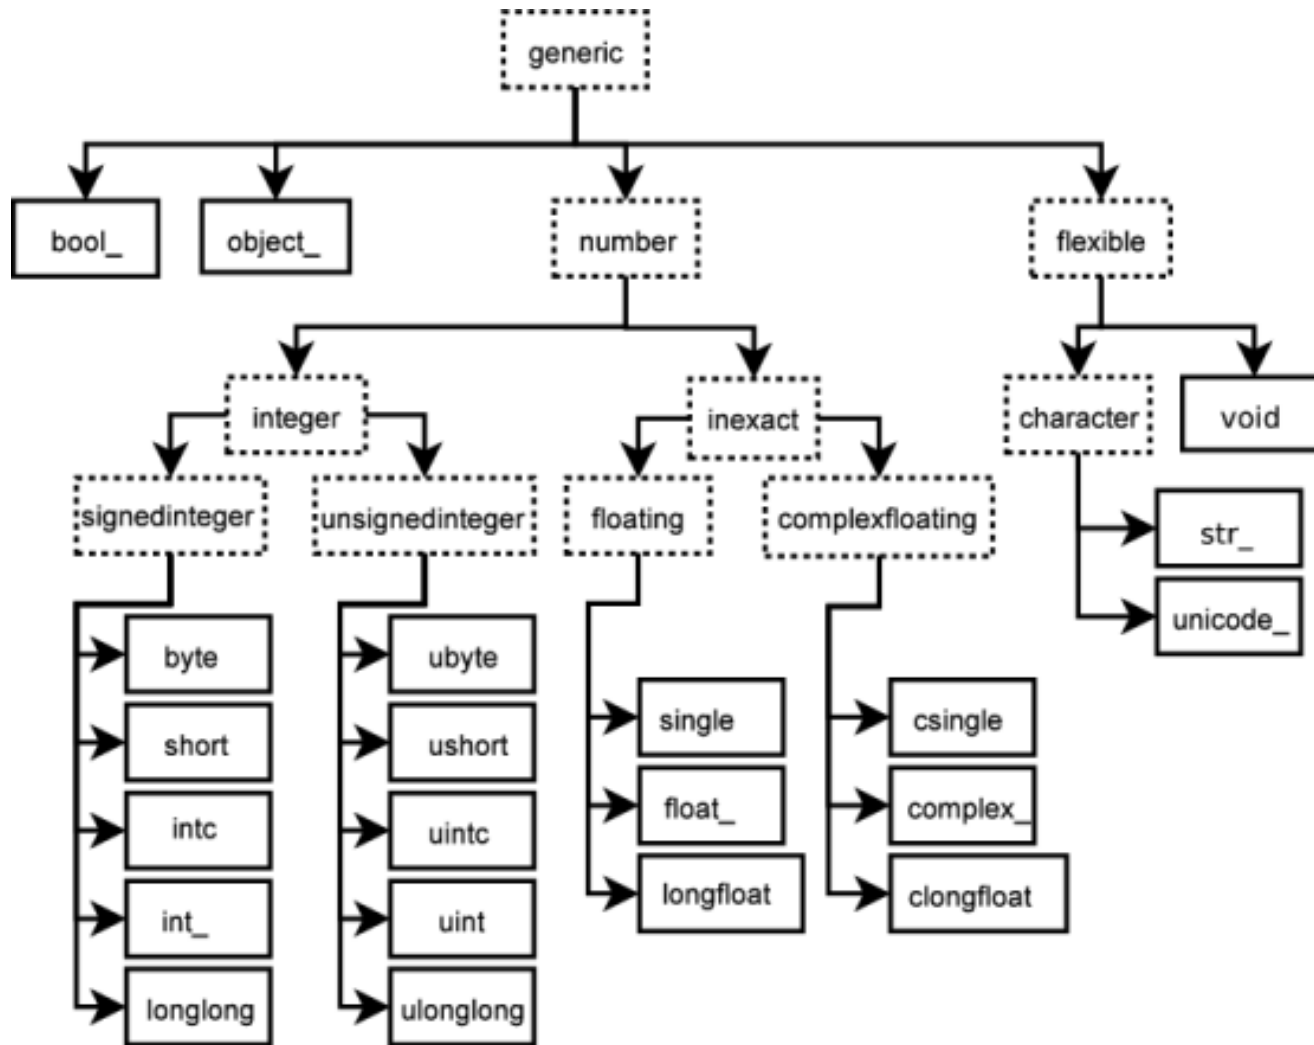 generic
bool_
object_
number
flexible
integer
inexact
character
void
signedinteger
unsignedinteger
floating
complexfloating
str_
unicode_
byte
ubyte
single
csingle
short
ushort
float_
complex_
intc
uintc
longfloat
clongfloat
int_
uint
longlong
ulonglong